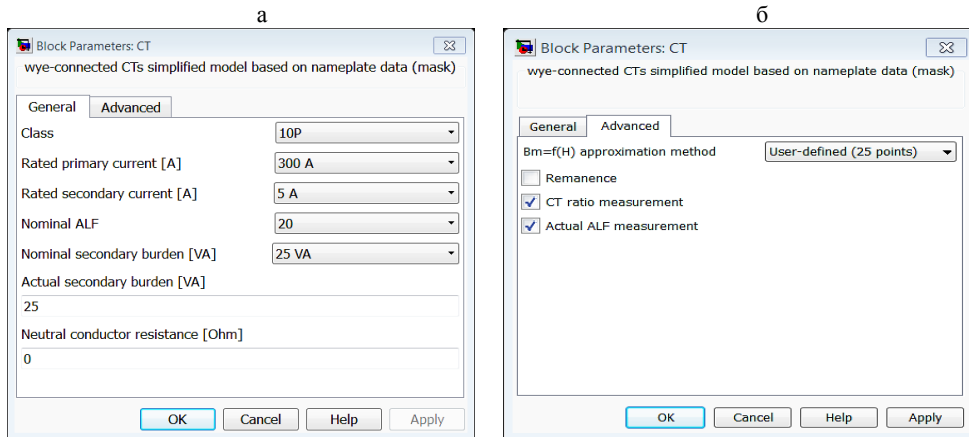 а
Block Parameters: CT
wye-connected CTs simplified model based on nameplate data (mask)
General Advanced
Class 10P
Rated primary current [A] 300 A
Rated secondary current [A] 5 A
Nominal ALF 20
Nominal secondary burden [VA] 25 VA
Actual secondary burden [VA]
25
Neutral conductor resistance [Ohm]
0
OK Cancel Help Apply
б
Block Parameters: CT
wye-connected CTs simplified model based on nameplate data (mask)
General Advanced
Bm=f(H) approximation method User-defined (25 points)
Remanence
CT ratio measurement
Actual ALF measurement
OK Cancel Help Apply